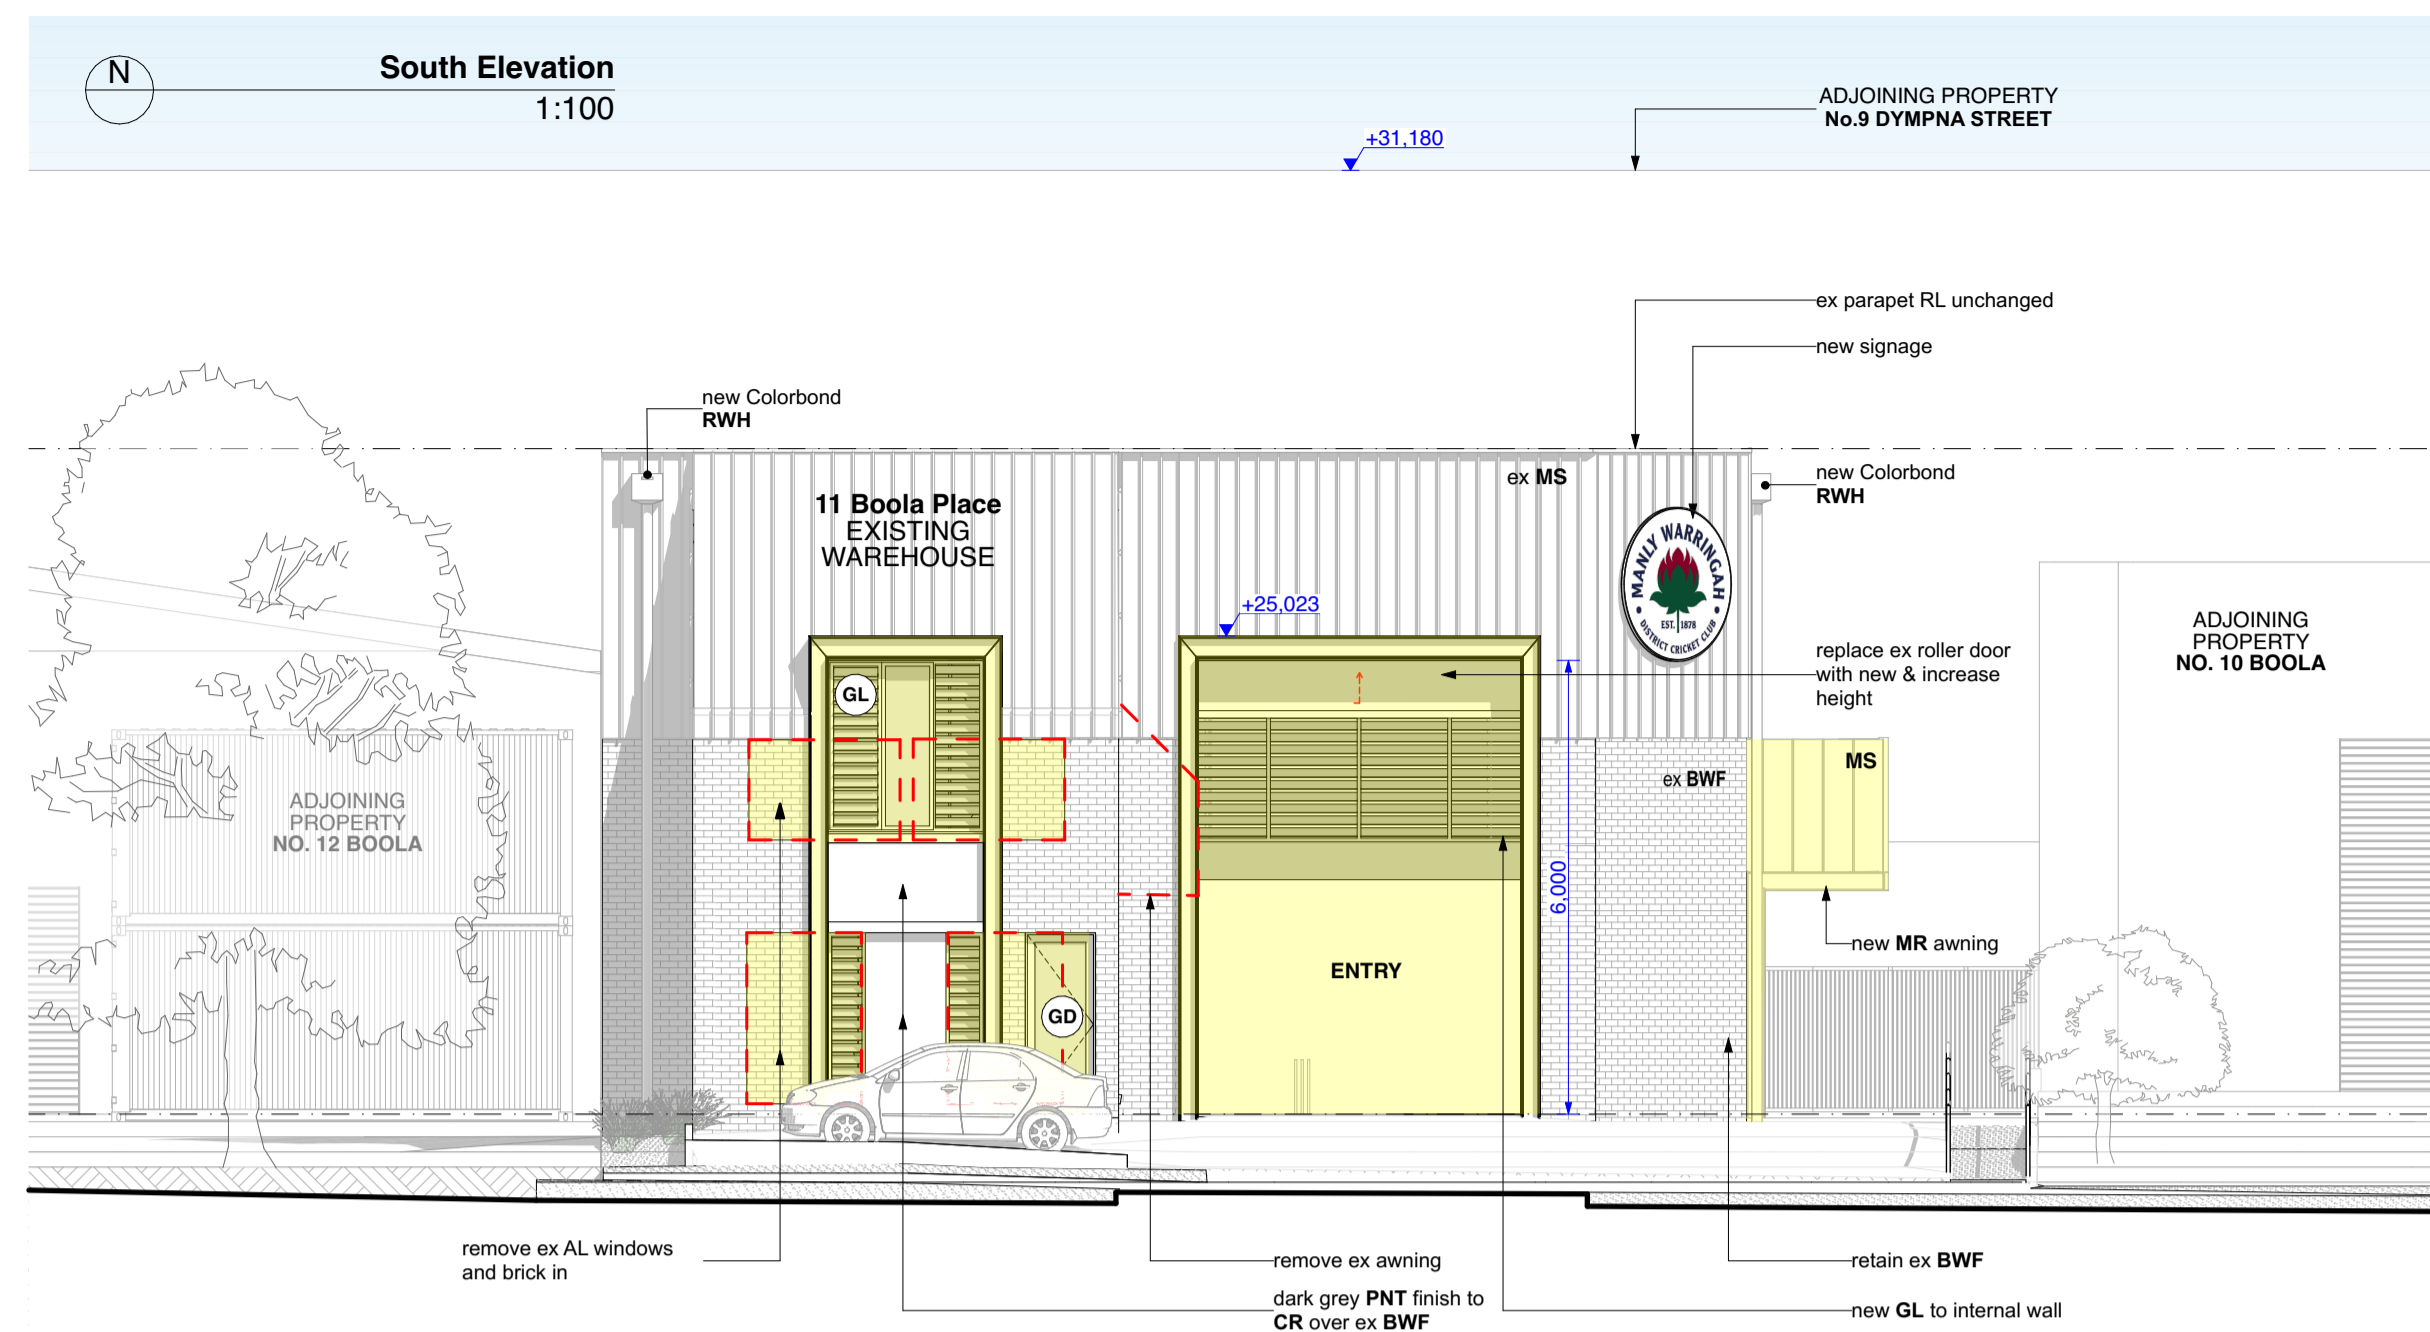 N
South Elevation
1:100
ADJOINING PROPERTY
No.9 DYMPNA STREET
+31,180
ex parapet RL unchanged
new signage
new Colorbond
RWH
ex MS
new Colorbond
RWH
11 Boola Place
EXISTING
WAREHOUSE
MANLY WARRINGAH
EST. 1878
DISTRICT CRICKET CLUB
+25,023
ADJOINING
PROPERTY
NO. 10 BOOLA
replace ex roller door
with new & increase
height
GL
MS
ex BWF
ADJOINING
PROPERTY
NO. 12 BOOLA
6,000
new MR awning
ENTRY
GD
remove ex AL windows
and brick in
remove ex awning
retain ex BWF
dark grey PNT finish to
CR over ex BWF
new GL to internal wall